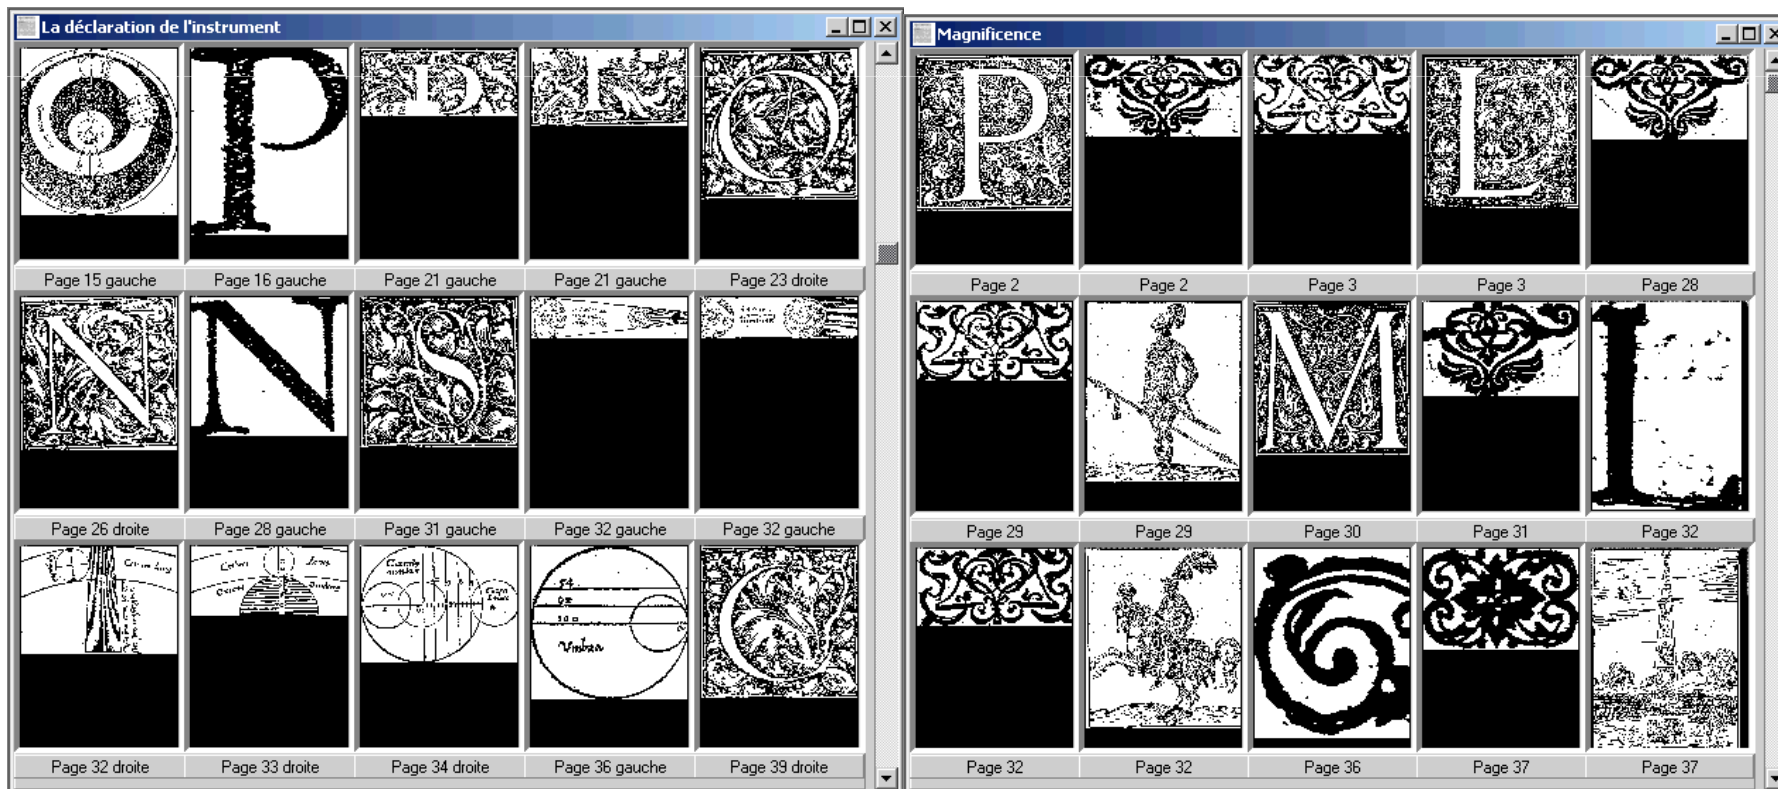 La déclaration de l'instrument
P
Q
Page 15 gauche Page 16 gauche Page 21 gauche Page 21 gauche Page 23 droite
N N S
Page 26 droite Page 28 gauche Page 31 gauche Page 32 gauche Page 32 gauche
54
Vmbra
C
Page 32 droite Page 33 droite Page 34 droite Page 36 gauche Page 39 droite
Magnificence
P L
Page 2 Page 2 Page 3 Page 3 Page 28
M L
Page 29 Page 29 Page 30 Page 31 Page 32
Page 32 Page 32 Page 36 Page 37 Page 37